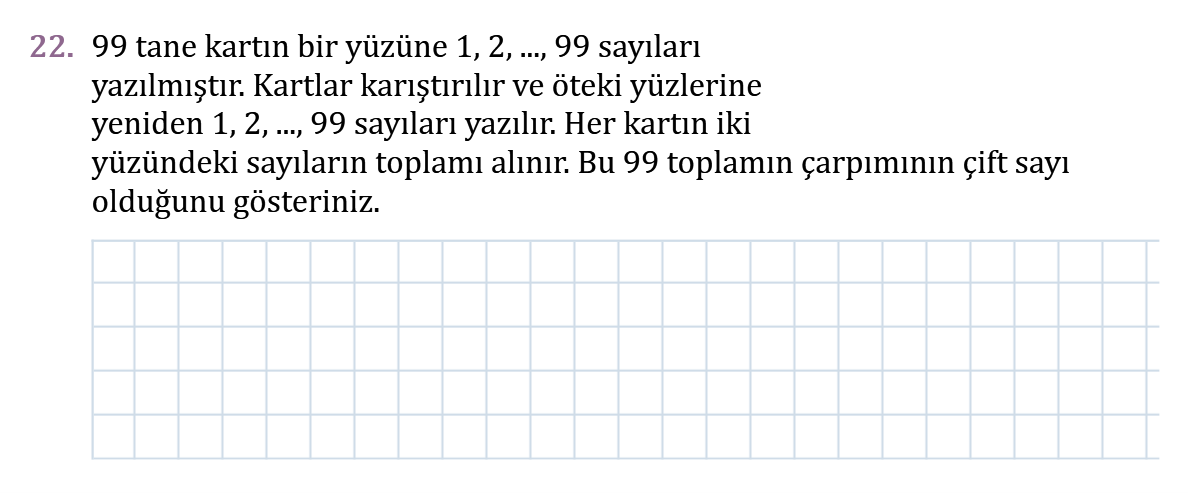 22. 99 tane kartın bir yüzüne 1, 2, ..., 99 sayıları
yazılmıştır. Kartlar karıştırılır ve öteki yüzlerine
yeniden 1, 2, ..., 99 sayıları yazılır. Her kartın iki
yüzündeki sayıların toplamı alınır. Bu 99 toplamın çarpımının çift sayı
olduğunu gösteriniz.